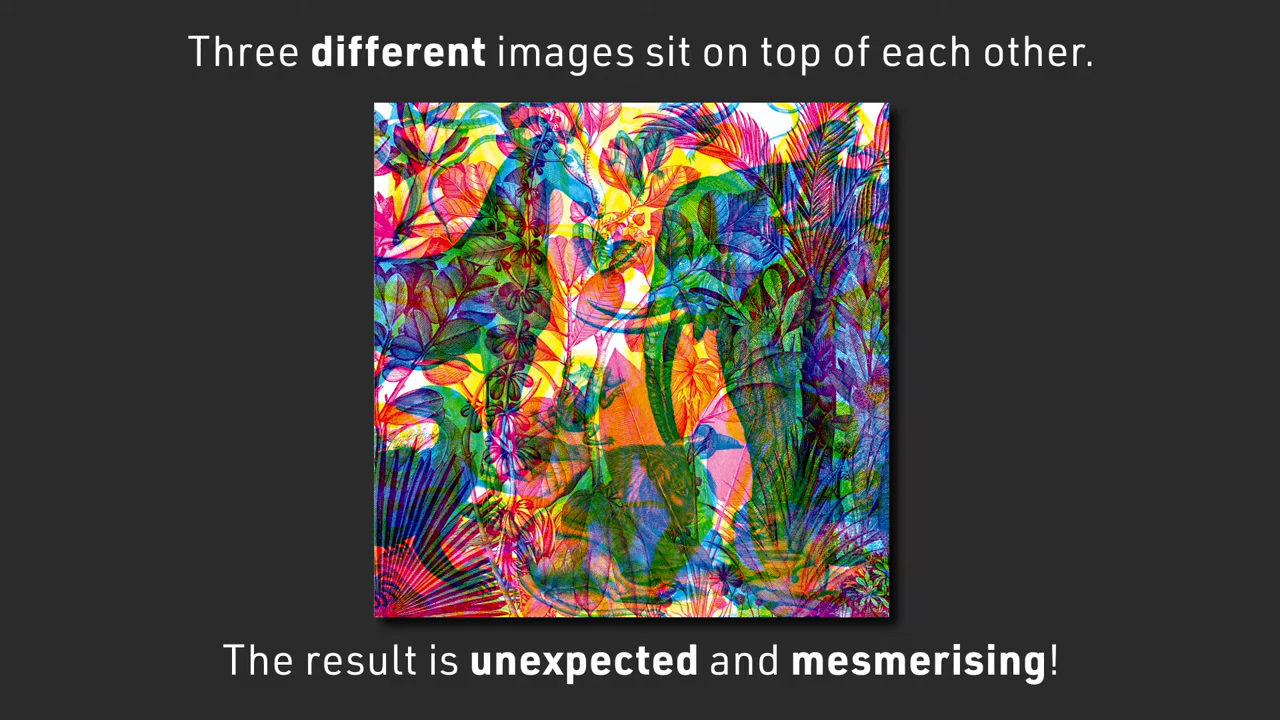 Three different images sit on top of each other.
The result is unexpected and mesmerising!